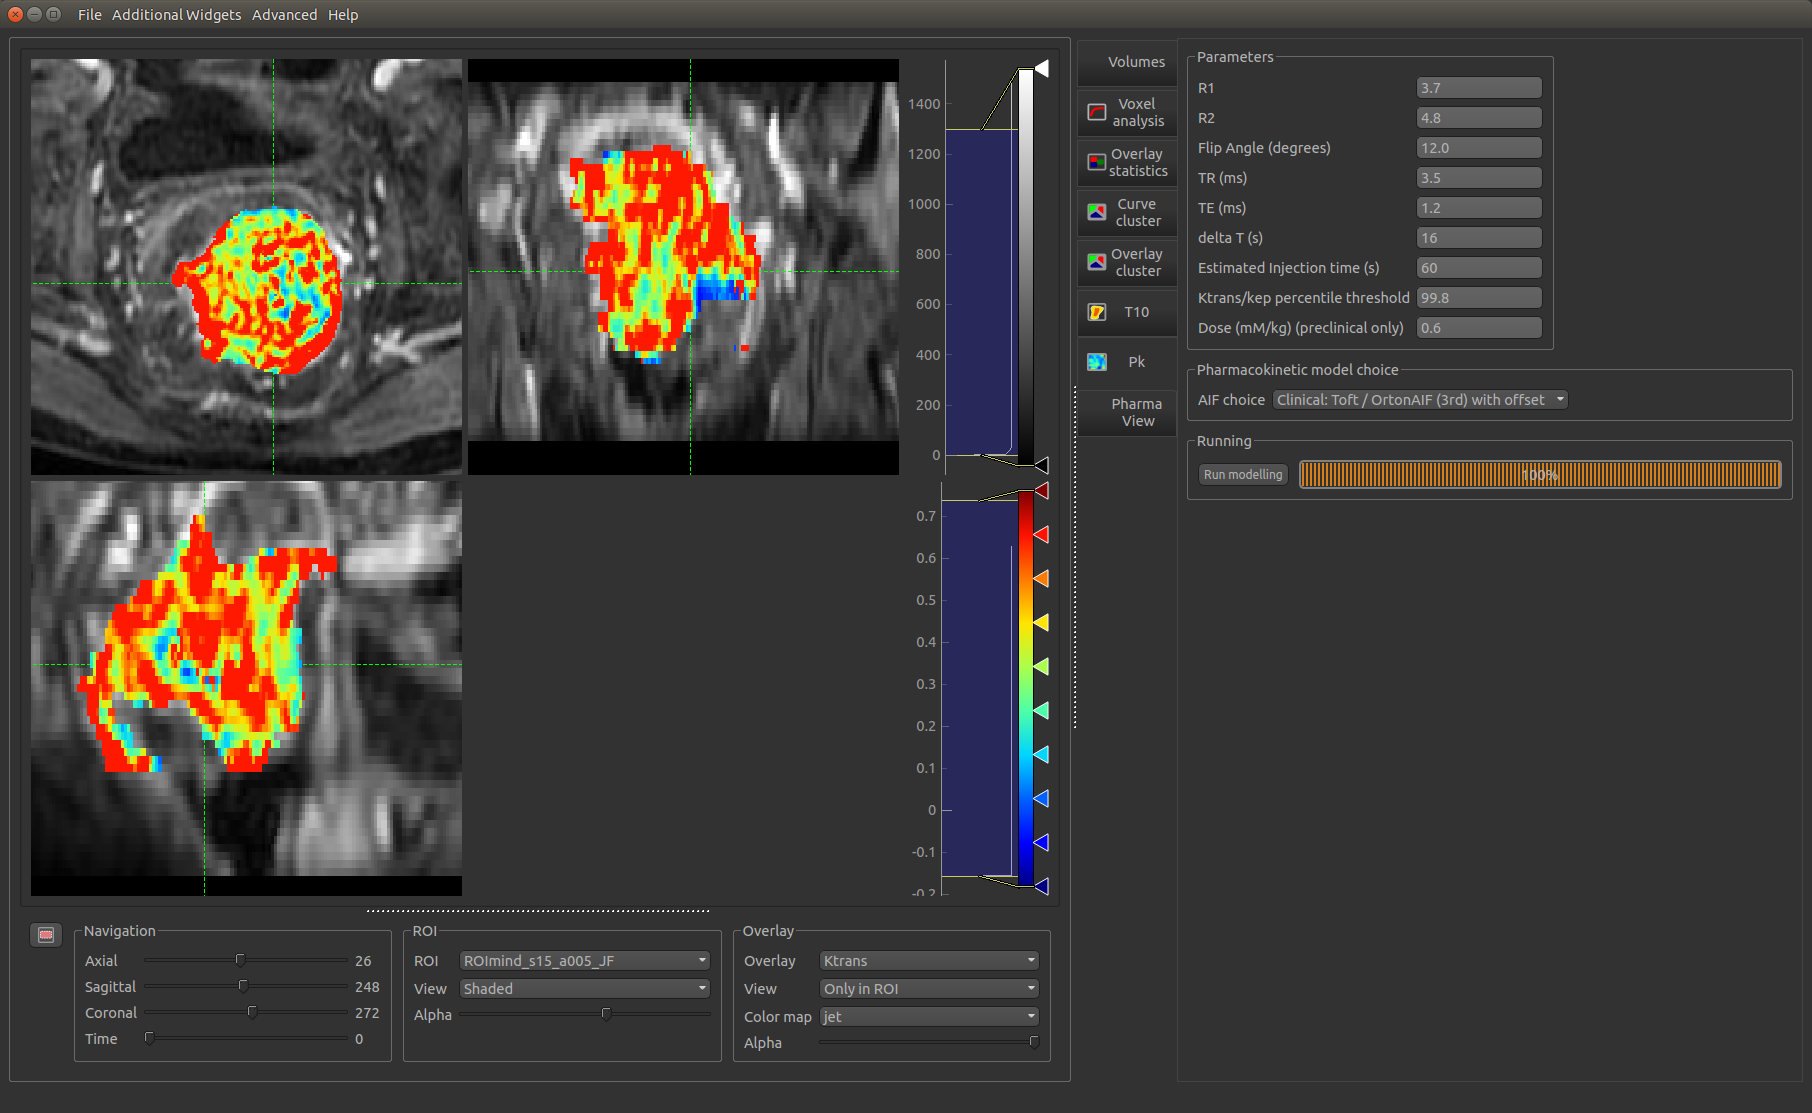 File Additional Widgets Advanced Help
1400
1200
1000
800
600
400
200
0
0.7
0.6
0.5
0.4
0.3
0.2
0.1
0
-0.1
-0.2
Navigation
Axial 26
Sagittal 248
Coronal 272
Time 0
ROI
ROI ROImind_s15_a005_JF
View Shaded
Alpha
Overlay
Overlay Ktrans
View Only in ROI
Color map jet
Alpha
Volumes
Voxel
analysis
Overlay
statistics
Curve
cluster
Overlay
cluster
T10
Pk
Pharma
View
Parameters
R1 3.7
R2 4.8
Flip Angle (degrees) 12.0
TR (ms) 3.5
TE (ms) 1.2
delta T (s) 16
Estimated Injection time (s) 60
Ktrans/kep percentile threshold 99.8
Dose (mM/kg) (preclinical only) 0.6
Pharmacokinetic model choice
AIF choice Clinical: Toft / OrtonAIF (3rd) with offset
Running
Run modelling 100%